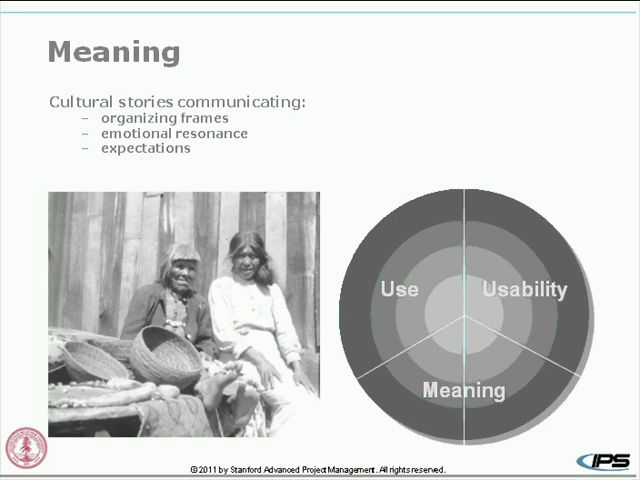 Meaning
Cultural stories communicating:
– organizing frames
– emotional resonance
– expectations
Use
Usability
Meaning
©2011 by Stanford Advanced Project Management. All rights reserved.
IPS